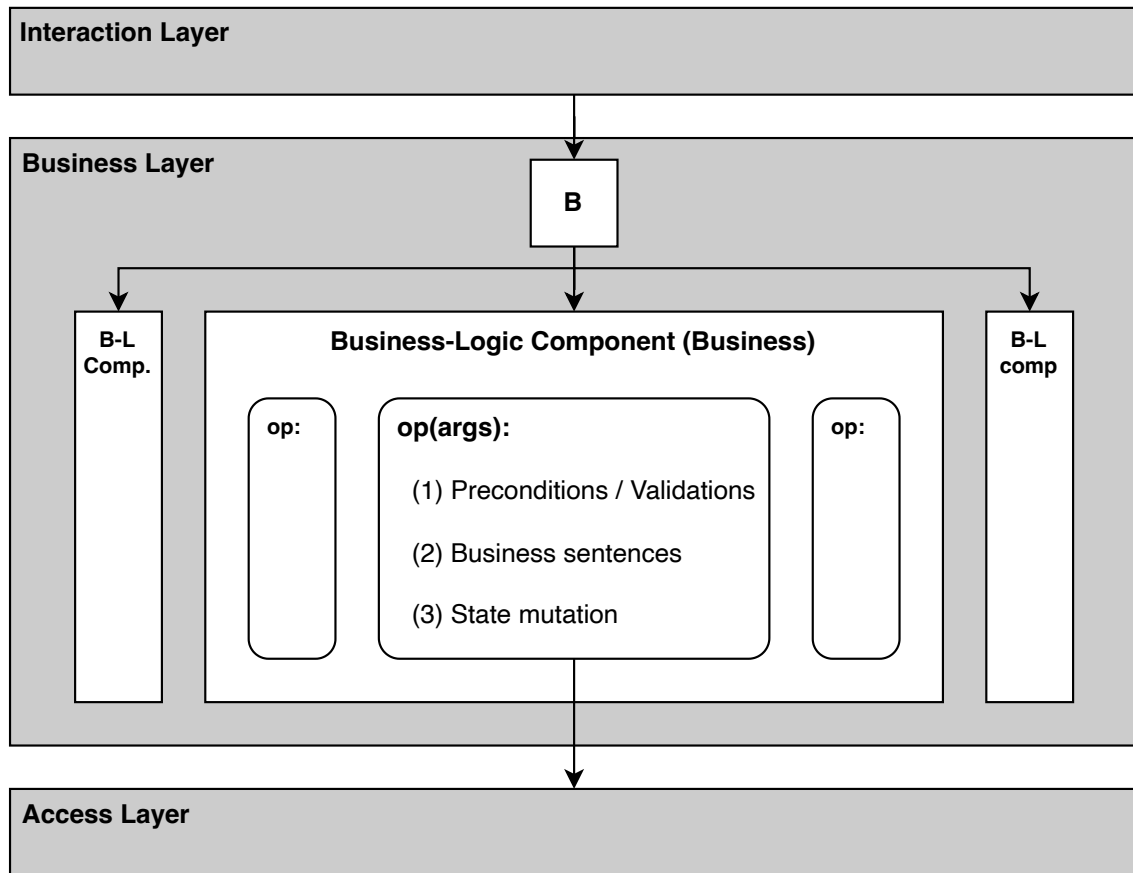 Interaction Layer
Business Layer
B
B-L
Comp.
Business-Logic Component (Business)
B-L
comp
op:
op(args):
(1) Preconditions / Validations
(2) Business sentences
(3) State mutation
op:
Access Layer